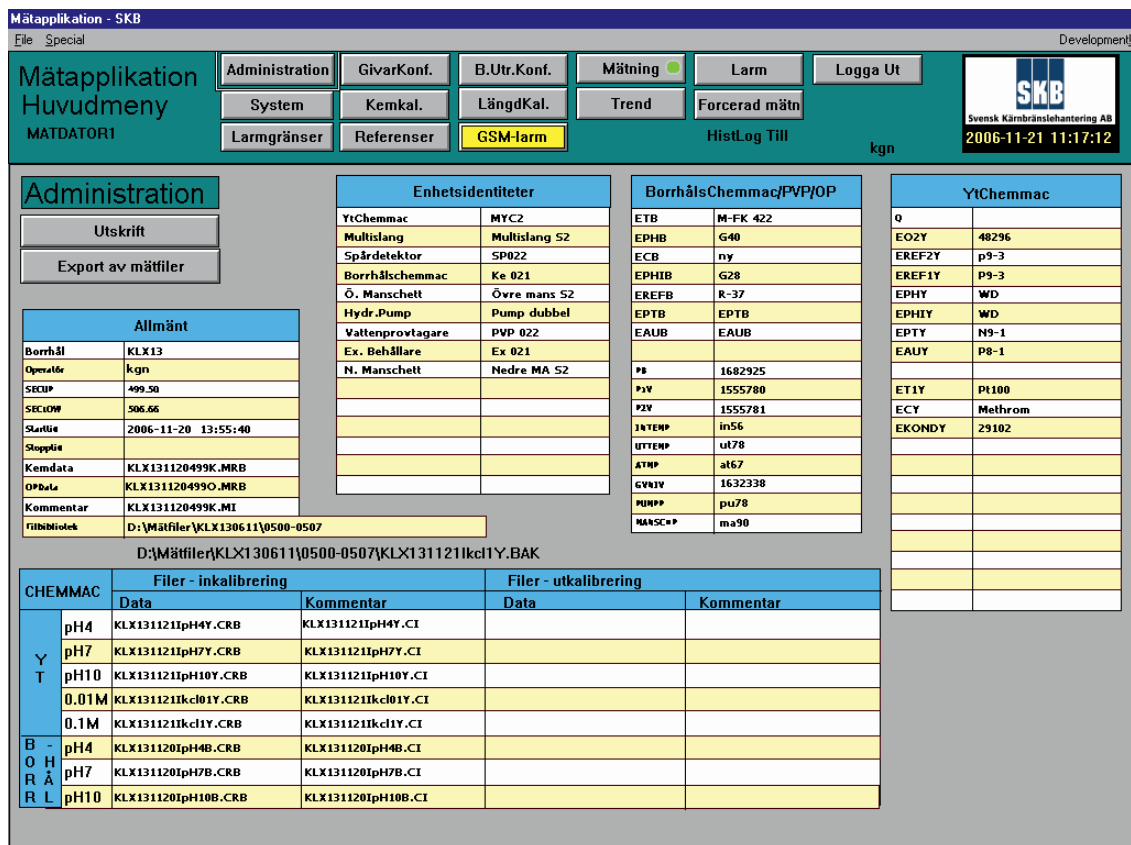 Mätapplikation - SKB
File Special Development!
Mätapplikation
Huvudmeny
MATDATOR1
Administration GivarKonf. B.Utr.Konf. Mätning Larm Logga Ut
System Kemkal. LängdKal. Trend Forcerad mätn
Larmgränser Referenser GSM-larm HistLog Till kgn
SKB
Svensk Kärnbränslehantering AB
2006-11-21 11:17:12
Administration
Utskrift
Export av mätfiler
Enhetsidentiteter
YtChemmac MYC2
Multislang Multislang S2
Spårdetektor SP022
Borrhålschemmac Ke 021
Ö. Manschett Övre mans S2
Hydr.Pump Pump dubbel
Vattenprovtagare PVP 022
Ex. Behållare Ex 021
N. Manschett Nedre MA S2
BorrhålsChemmac/PVP/OP
ETB M-FK 422
EPHB G40
ECB ny
EPHIB G28
EREFB R-37
EPTB EPTB
EAUB EAUB
PB 1682925
P1V 1555780
P2V 1555781
INTEMP in56
UTTEMP ut78
ATMP at67
GVNIV 1632338
PUMPP pu78
MANSCHP ma90
YtChemmac
Q
EO2Y 48296
EREF2Y p9-3
EREF1Y P9-3
EPHY WD
EPHIY WD
EPTY N9-1
EAUY P8-1
ET1Y Pt100
ECY Methrom
EKONDY 29102
Allmänt
Borrhål KLX13
Operatör kgn
SECUP 499.50
SECLOW 506.66
Starttid 2006-11-20 13:55:40
Stopptid
Kemdata KLX131120499K.MRB
OPData KLX131120499O.MRB
Kommentar KLX131120499K.MI
Filbibliotek D:\Mätfiler\KLX130611\0500-0507
D:\Mätfiler\KLX130611\0500-0507\KLX131121Ikcl1Y.BAK
CHEMMAC Filer - inkalibrering Filer - utkalibrering
Data Kommentar Data Kommentar
YT
pH4 KLX131121IpH4Y.CRB KLX131121IpH4Y.CI
pH7 KLX131121IpH7Y.CRB KLX131121IpH7Y.CI
pH10 KLX131121IpH10Y.CRB KLX131121IpH10Y.CI
0.01M KLX131121Ikcl01Y.CRB KLX131121Ikcl01Y.CI
0.1M KLX131121Ikcl1Y.CRB KLX131121Ikcl1Y.CI
BORR-HÅL
pH4 KLX131120IpH4B.CRB KLX131120IpH4B.CI
pH7 KLX131120IpH7B.CRB KLX131120IpH7B.CI
pH10 KLX131120IpH10B.CRB KLX131120IpH10B.CI